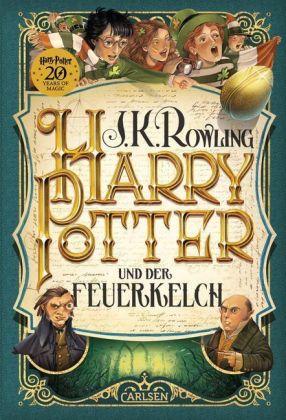 Harry Potter
20
YEARS OF
MAGIC
J.K. ROWLING
HARRY
POTTER
UND DER
FEUERKELCH
CARLSEN